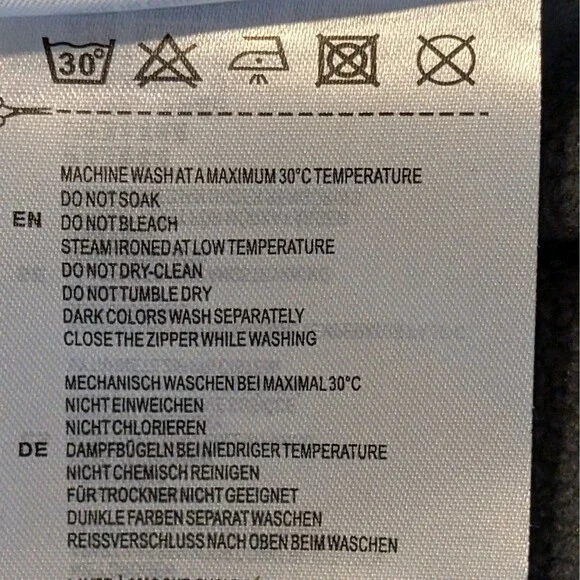 30°
MACHINE WASH AT A MAXIMUM 30°C TEMPERATURE
DO NOT SOAK
EN
DO NOT BLEACH
STEAM IRONED AT LOW TEMPERATURE
DO NOT DRY-CLEAN
DO NOT TUMBLE DRY
DARK COLORS WASH SEPARATELY
CLOSE THE ZIPPER WHILE WASHING
MECHANISCH WASCHEN BEI MAXIMAL 30°C
NICHT EINWEICHEN
NICHT CHLORIEREN
DE
DAMPFBÜGELN BEI NIEDRIGER TEMPERATURE
NICHT CHEMISCH REINIGEN
FÜR TROCKNER NICHT GEEIGNET
DUNKLE FARBEN SEPARAT WASCHEN
REISSVERSCHLUSS NACH OBEN BEIM WASCHEN